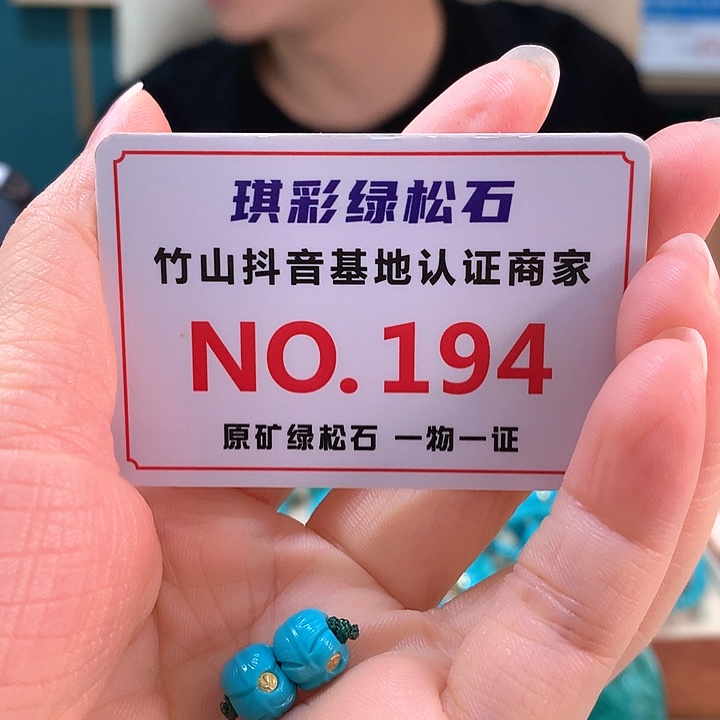 琪彩绿松石
竹山抖音基地认证商家
NO.194
原矿绿松石 一物一证